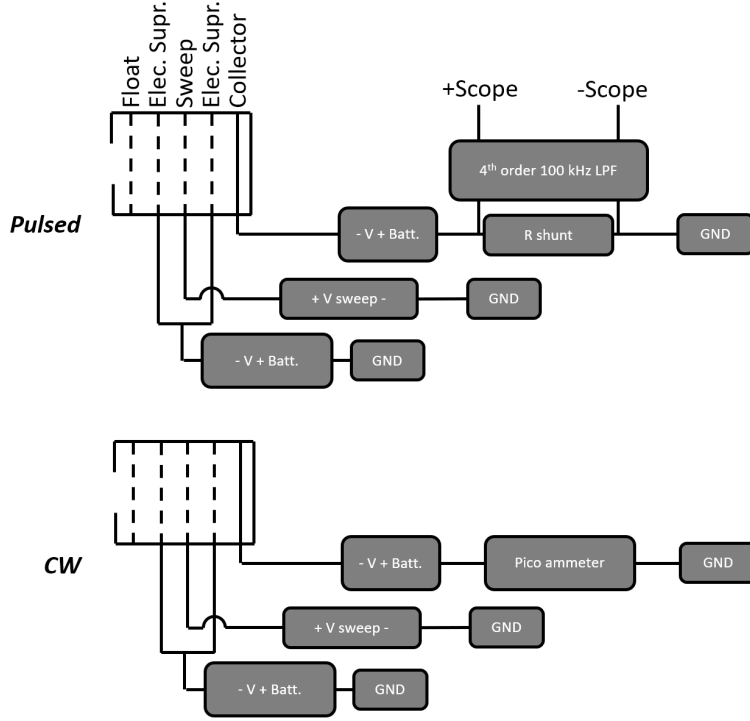 Float
Elec. Supr.
Sweep
Elec. Supr.
Collector
+Scope
-Scope
4th order 100 kHz LPF
Pulsed
- V + Batt.
R shunt
GND
+ V sweep -
GND
- V + Batt.
GND
CW
- V + Batt.
Pico ammeter
GND
+ V sweep -
GND
- V + Batt.
GND